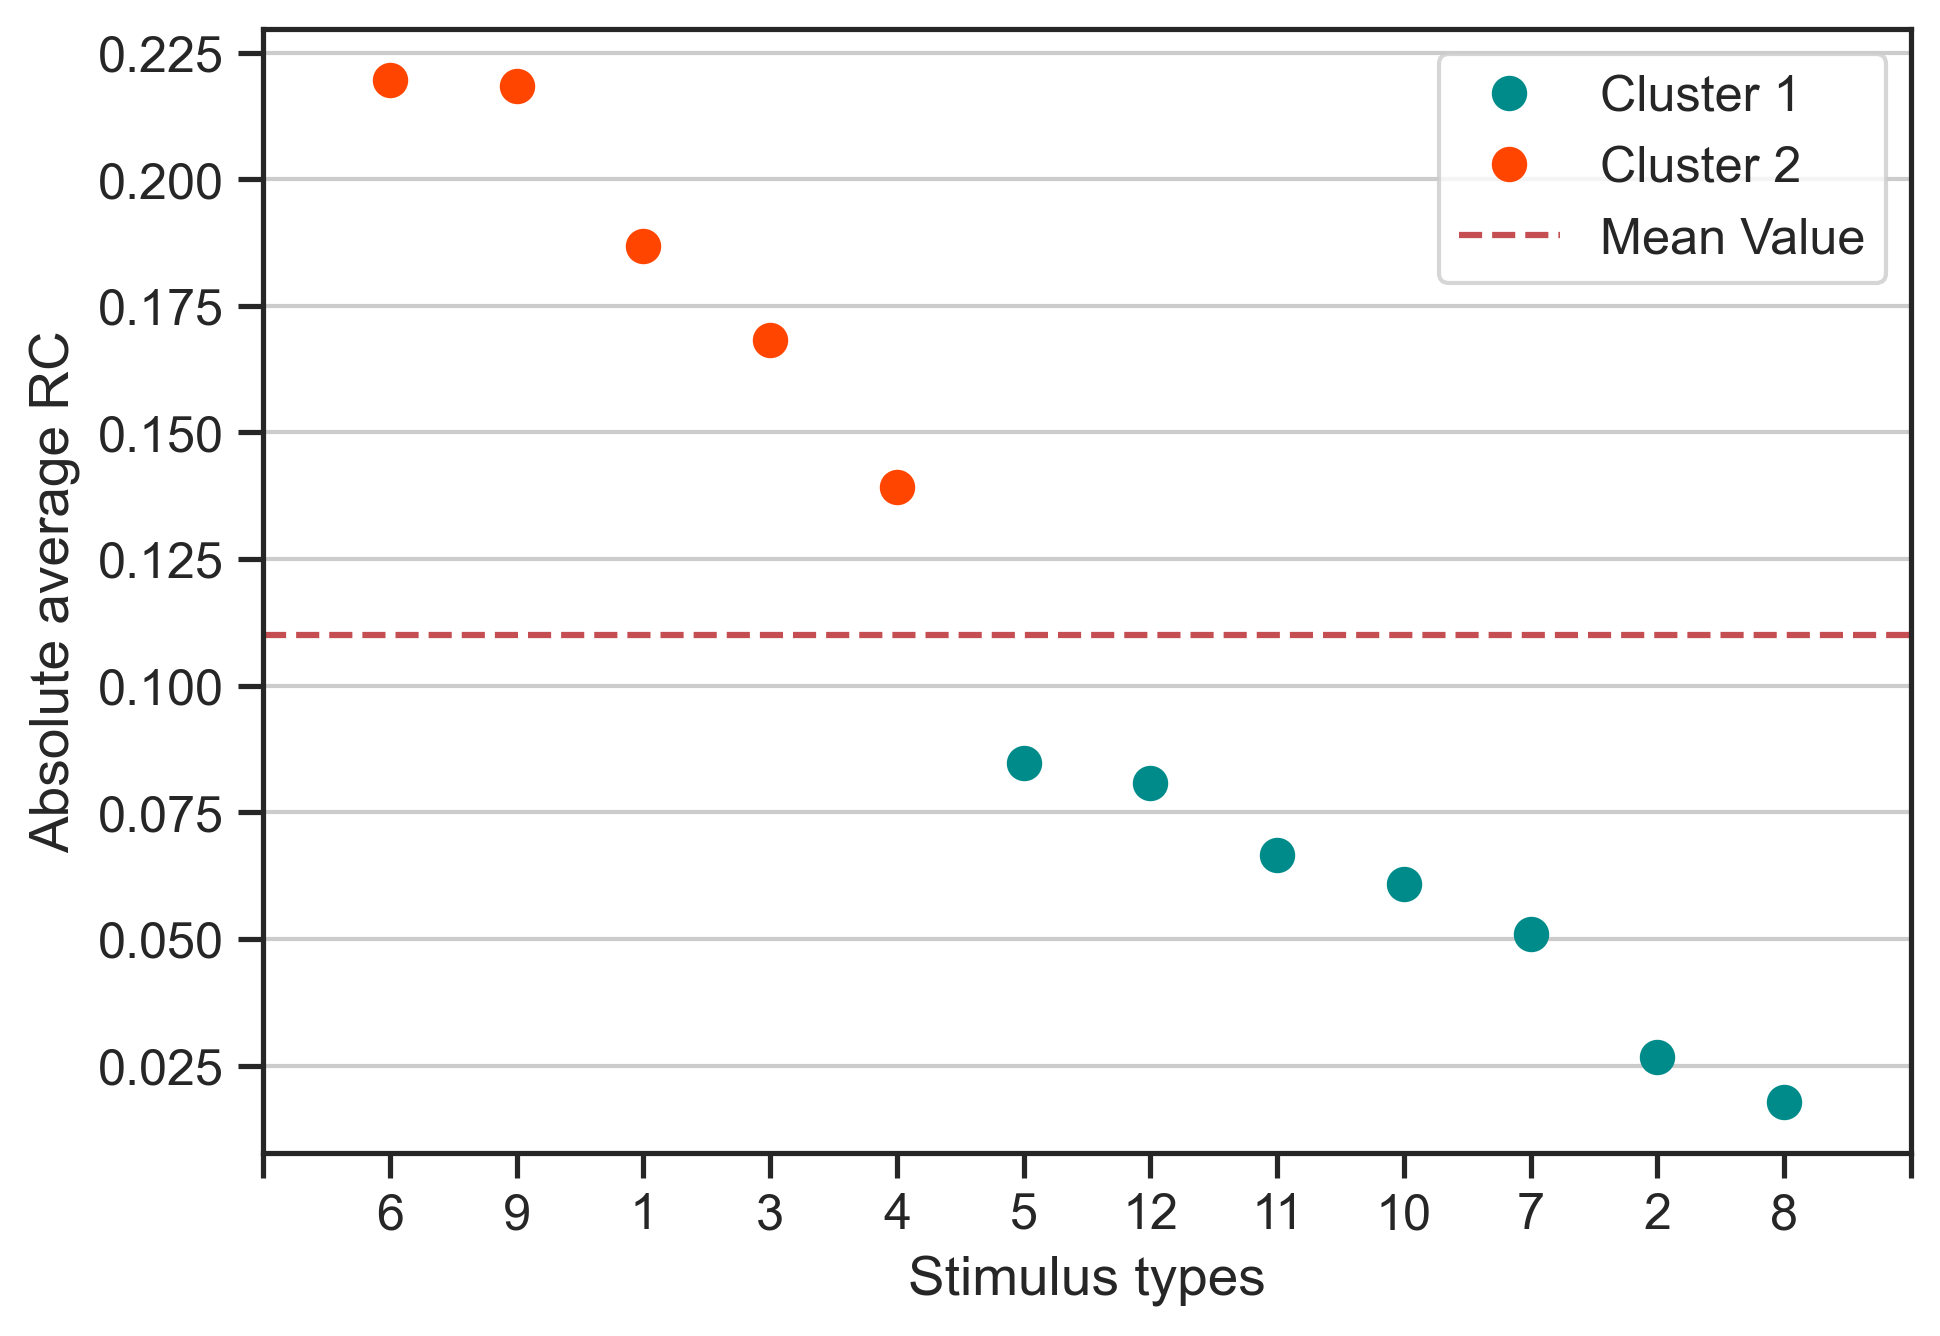 0.225
0.200
0.175
0.150
0.125
0.100
0.075
0.050
0.025
Absolute average RC
Cluster 1
Cluster 2
Mean Value
6 9 1 3 4 5 12 11 10 7 2 8
Stimulus types